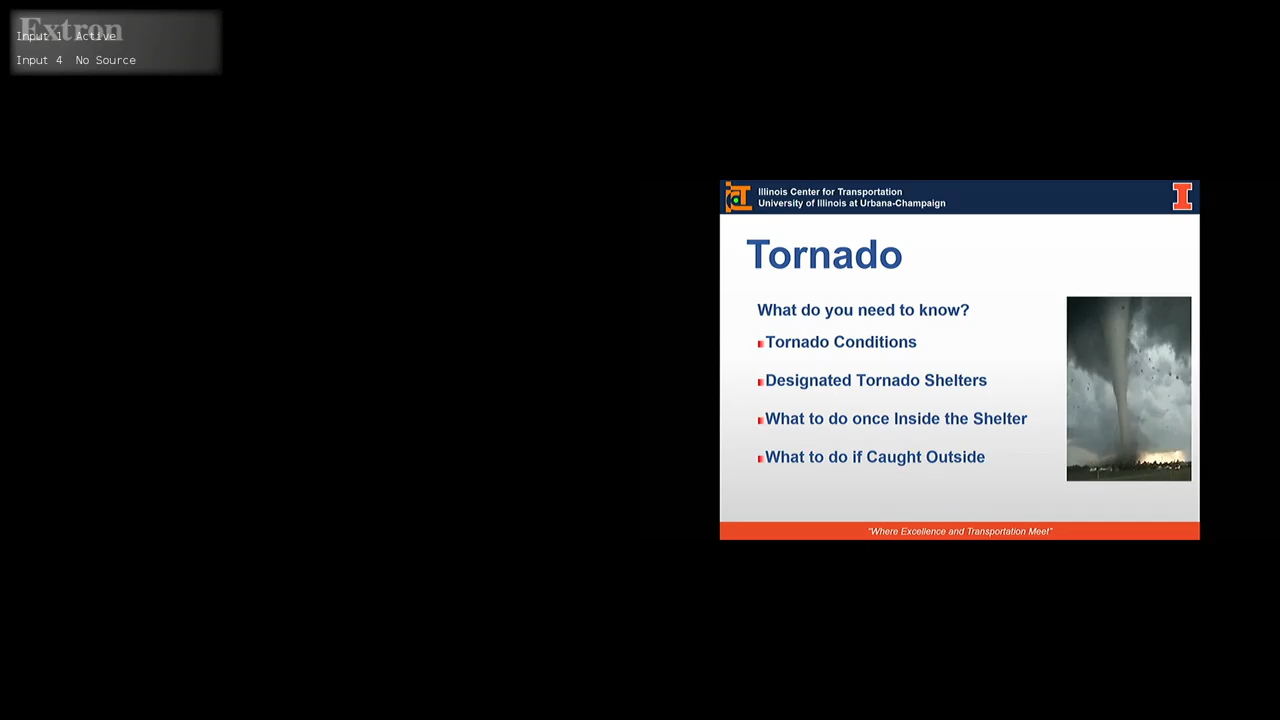 Extron
Input 1 Active
Input 4 No Source
Illinois Center for Transportation
University of Illinois at Urbana-Champaign
Tornado
What do you need to know?
Tornado Conditions
Designated Tornado Shelters
What to do once Inside the Shelter
What to do if Caught Outside
"Where Excellence and Transportation Meet"